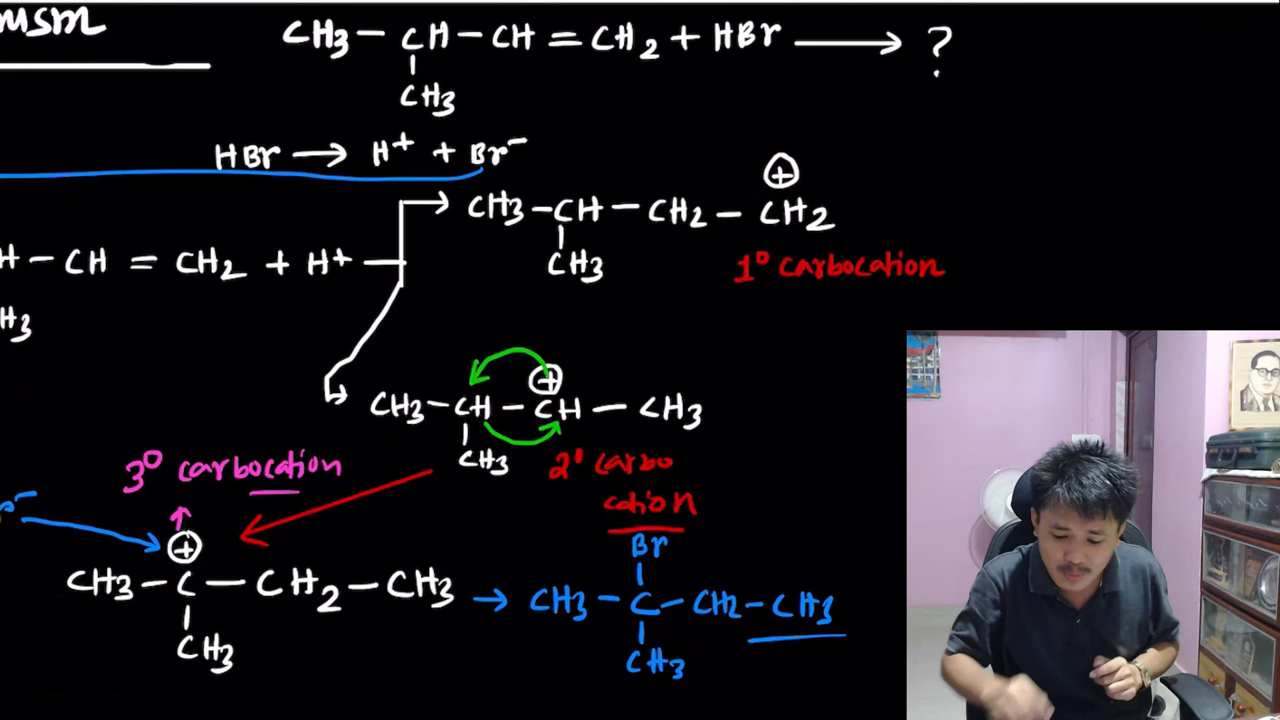 msm
CH3 – CH – CH = CH2 + HBr ⟶ ?
CH3
HBr ⟶ H+ + Br−
CH3 – CH – CH2 – CH2
⊕
CH3
1° carbocation
H – CH = CH2 + H+
H3
⊕
CH3 – CH – CH – CH3
CH3
2° carbo
cation
3° carbocation
⊕
CH3 – C – CH2 – CH3
CH3
→
Br
CH3 – C – CH2 – CH3
CH3